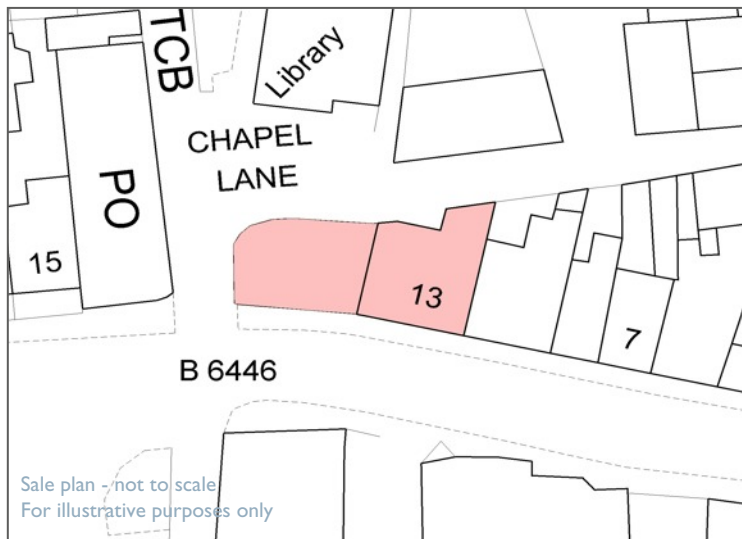 TCB
Library
CHAPEL
LANE
PO
15
13
7
B 6446
Sale plan - not to scale
For illustrative purposes only